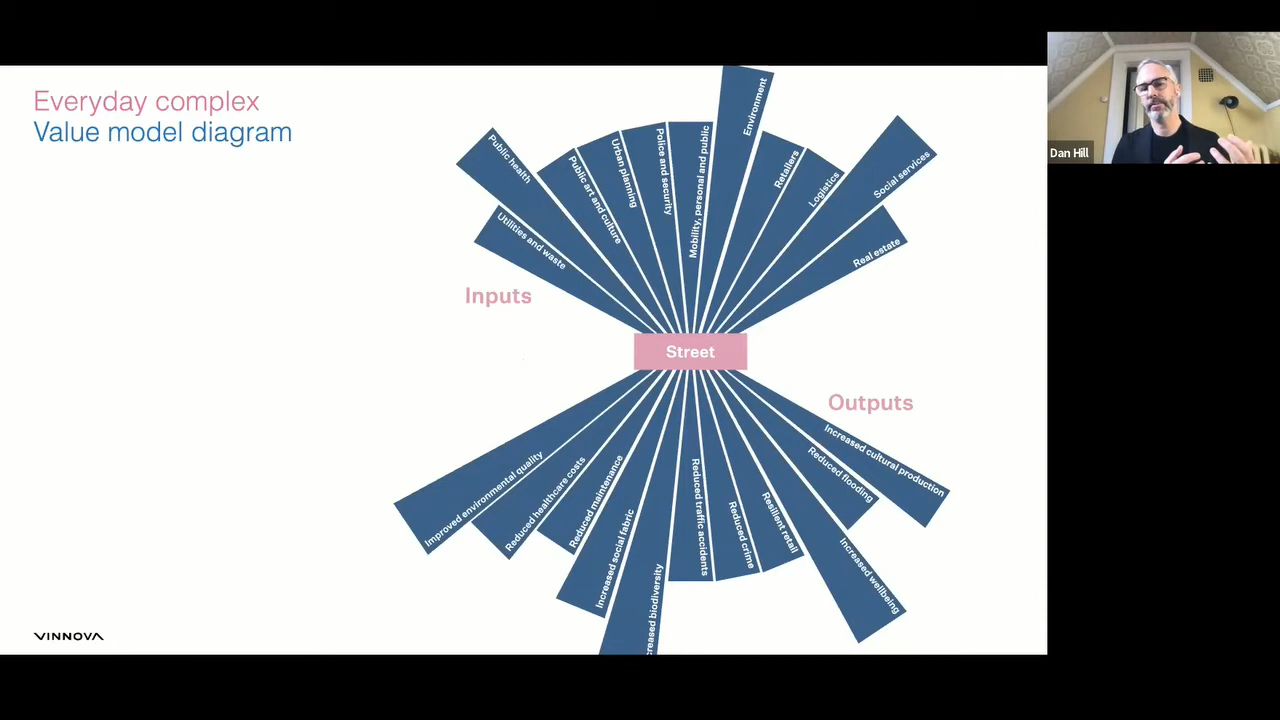 Everyday complex
Value model diagram
Utilities and waste
Public health
Public art and culture
Urban planning
Police and security
Mobility, personal and public
Environment
Retailers
Logistics
Social services
Real estate
Inputs
Street
Outputs
Improved environmental quality
Reduced healthcare costs
Reduced maintenance
Increased social fabric
creased biodiversity
Reduced traffic accidents
Reduced crime
Resilient retail
Increased wellbeing
Reduced flooding
Increased cultural production
VINNOVA
Dan Hill